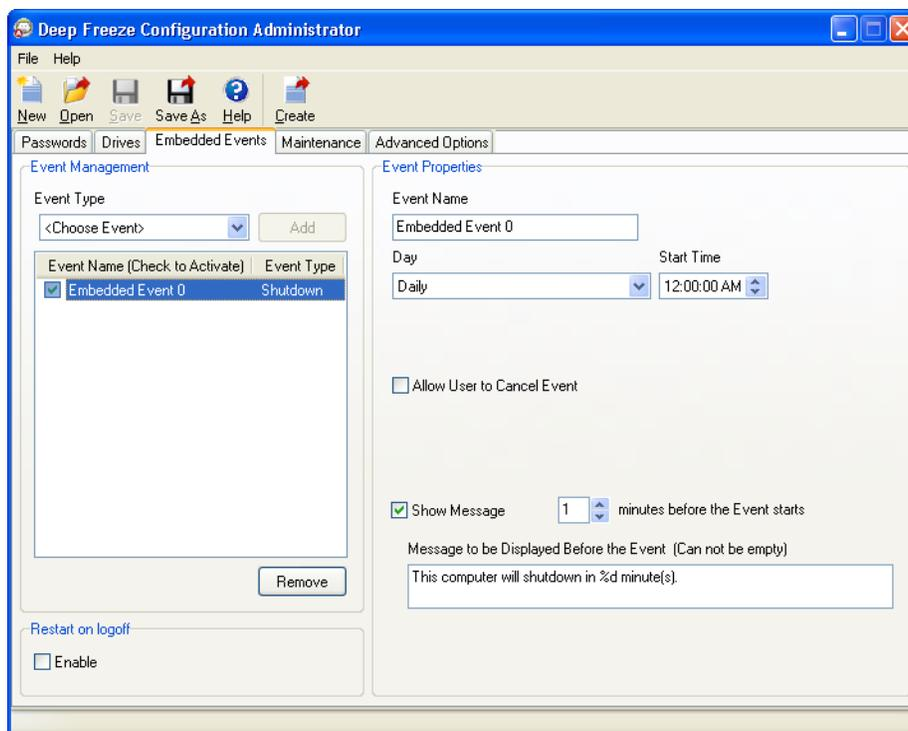 Deep Freeze Configuration Administrator
File Help
New Open Save Save As Help Create
Passwords Drives Embedded Events Maintenance Advanced Options
Event Management
Event Type
<Choose Event> Add
Event Name (Check to Activate) Event Type
Embedded Event 0 Shutdown
Remove
Restart on logoff
Enable
Event Properties
Event Name
Embedded Event 0
Day Start Time
Daily 12:00:00 AM
Allow User to Cancel Event
Show Message 1 minutes before the Event starts
Message to be Displayed Before the Event (Can not be empty)
This computer will shutdown in %d minute(s).